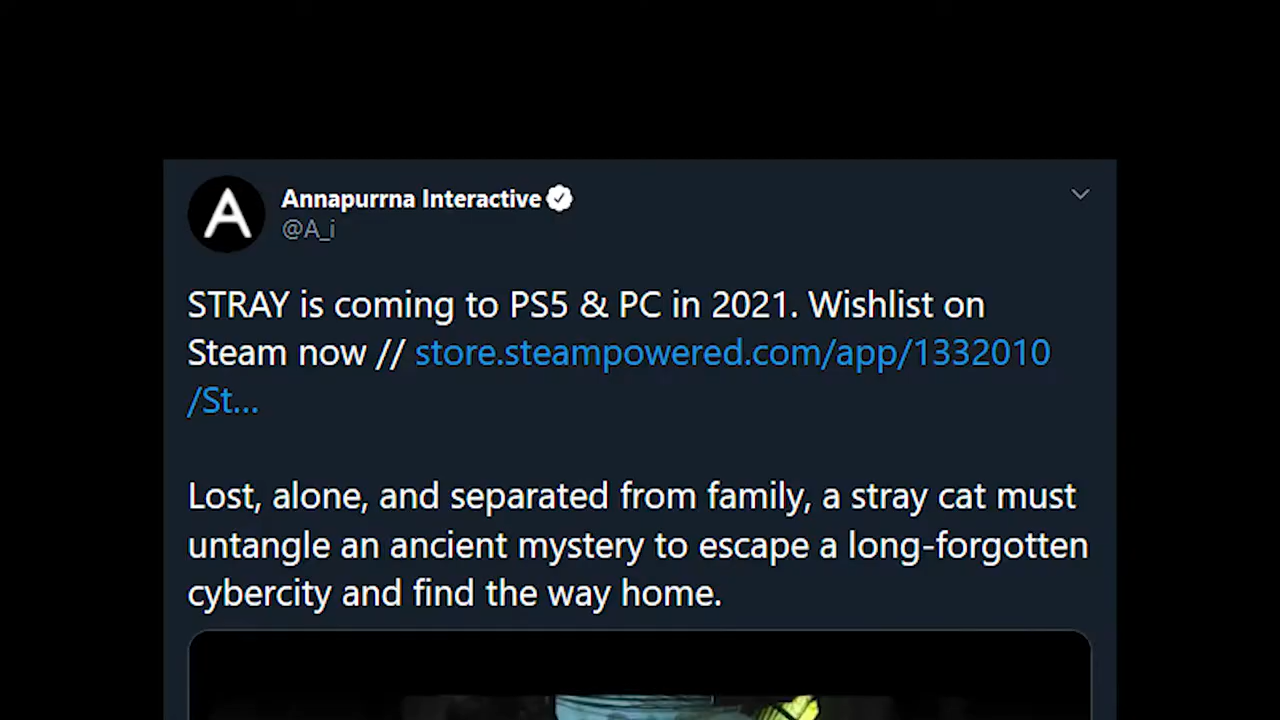 Annapurrna Interactive
@A_i
STRAY is coming to PS5 & PC in 2021. Wishlist on
Steam now // store.steampowered.com/app/1332010
/St...
Lost, alone, and separated from family, a stray cat must
untangle an ancient mystery to escape a long-forgotten
cybercity and find the way home.